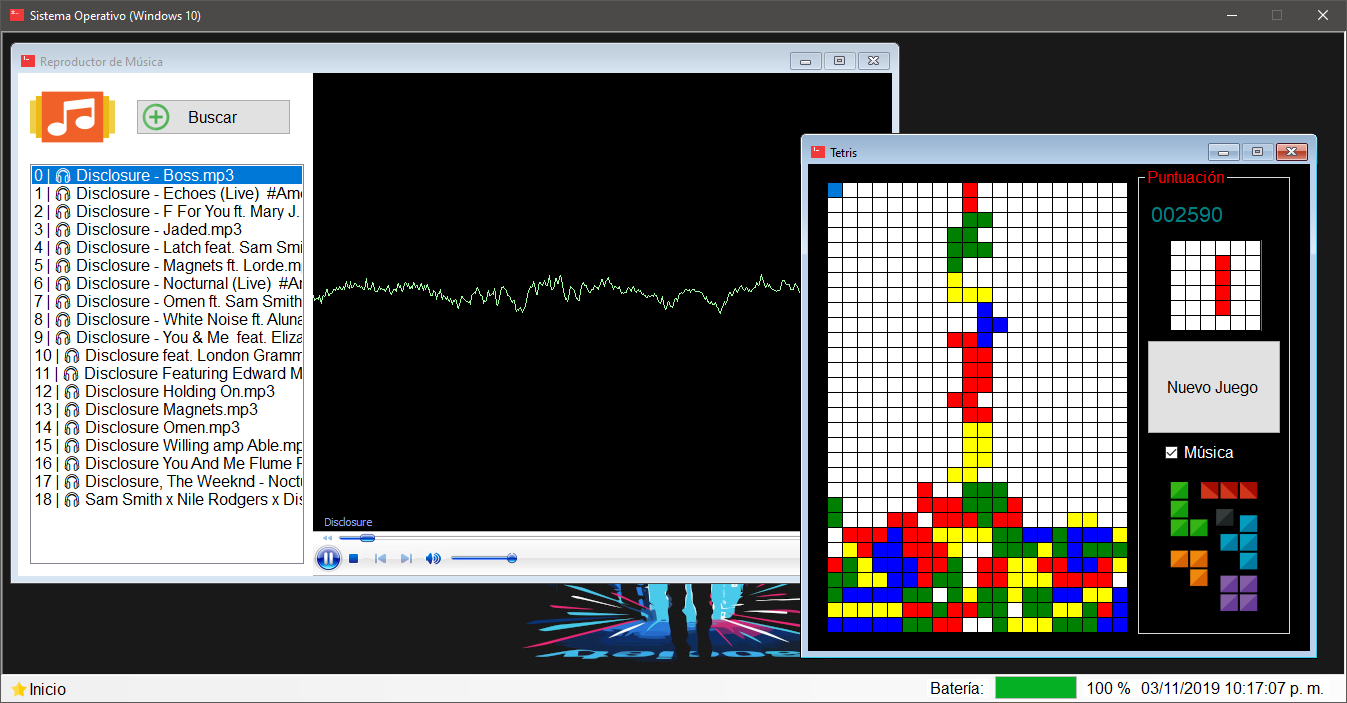 Sistema Operativo (Windows 10)
Reproductor de Música
Buscar
0 | Disclosure - Boss.mp3
1 | Disclosure - Echoes (Live) #Ame
2 | Disclosure - F For You ft. Mary J.
3 | Disclosure - Jaded.mp3
4 | Disclosure - Latch feat. Sam Smi
5 | Disclosure - Magnets ft. Lorde.m
6 | Disclosure - Nocturnal (Live) #Ar
7 | Disclosure - Omen ft. Sam Smith
8 | Disclosure - White Noise ft. Aluna
9 | Disclosure - You & Me feat. Eliza
10 | Disclosure feat. London Gramm
11 | Disclosure Featuring Edward M
12 | Disclosure Holding On.mp3
13 | Disclosure Magnets.mp3
14 | Disclosure Omen.mp3
15 | Disclosure Willing amp Able.mp
16 | Disclosure You And Me Flume F
17 | Disclosure, The Weeknd - Noctu
18 | Sam Smith x Nile Rodgers x Dis
Disclosure
Tetris
Puntuación
002590
Nuevo Juego
Música
Inicio
Batería: 100 % 03/11/2019 10:17:07 p. m.